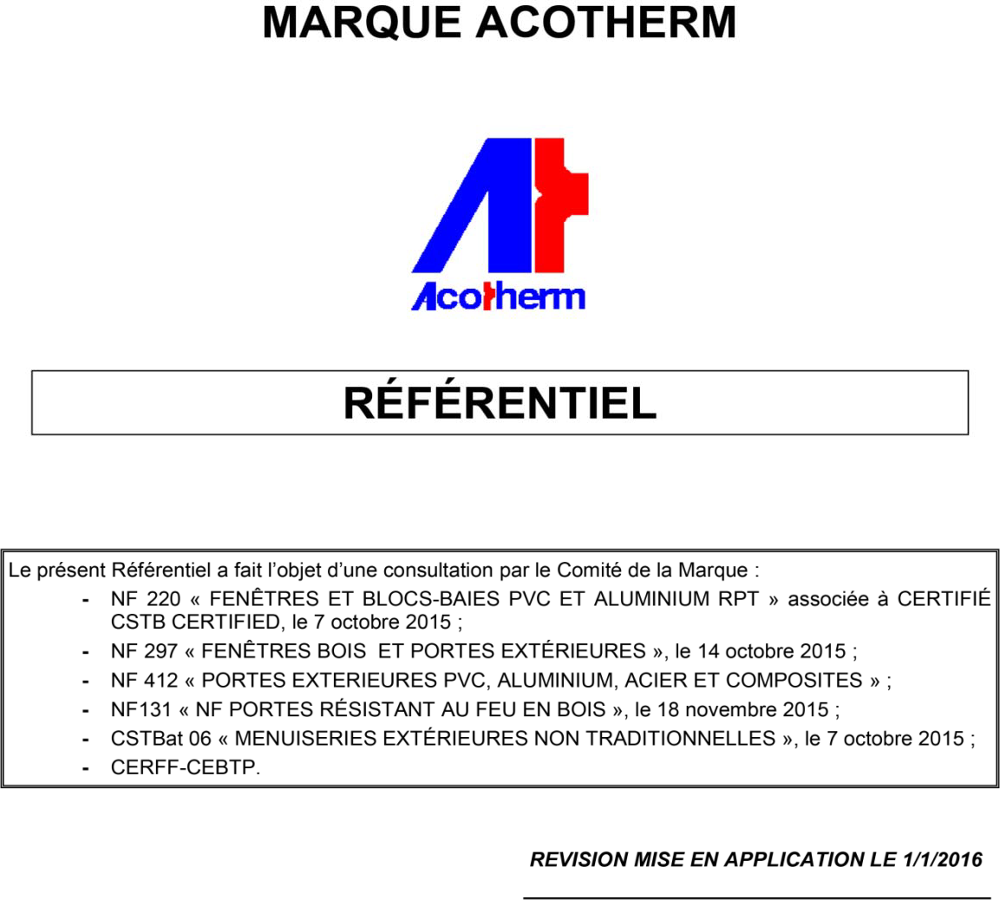 MARQUE ACOTHERM
At
Acotherm
RÉFÉRENTIEL
Le présent Référentiel a fait l'objet d'une consultation par le Comité de la Marque :
- NF 220 « FENÊTRES ET BLOCS-BAIES PVC ET ALUMINIUM RPT » associée à CERTIFIÉ
CSTB CERTIFIED, le 7 octobre 2015 ;
- NF 297 « FENÊTRES BOIS ET PORTES EXTÉRIEURES », le 14 octobre 2015 ;
- NF 412 « PORTES EXTERIEURES PVC, ALUMINIUM, ACIER ET COMPOSITES » ;
- NF131 « NF PORTES RÉSISTANT AU FEU EN BOIS », le 18 novembre 2015 ;
- CSTBat 06 « MENUISERIES EXTÉRIEURES NON TRADITIONNELLES », le 7 octobre 2015 ;
- CERFF-CEBTP.
REVISION MISE EN APPLICATION LE 1/1/2016